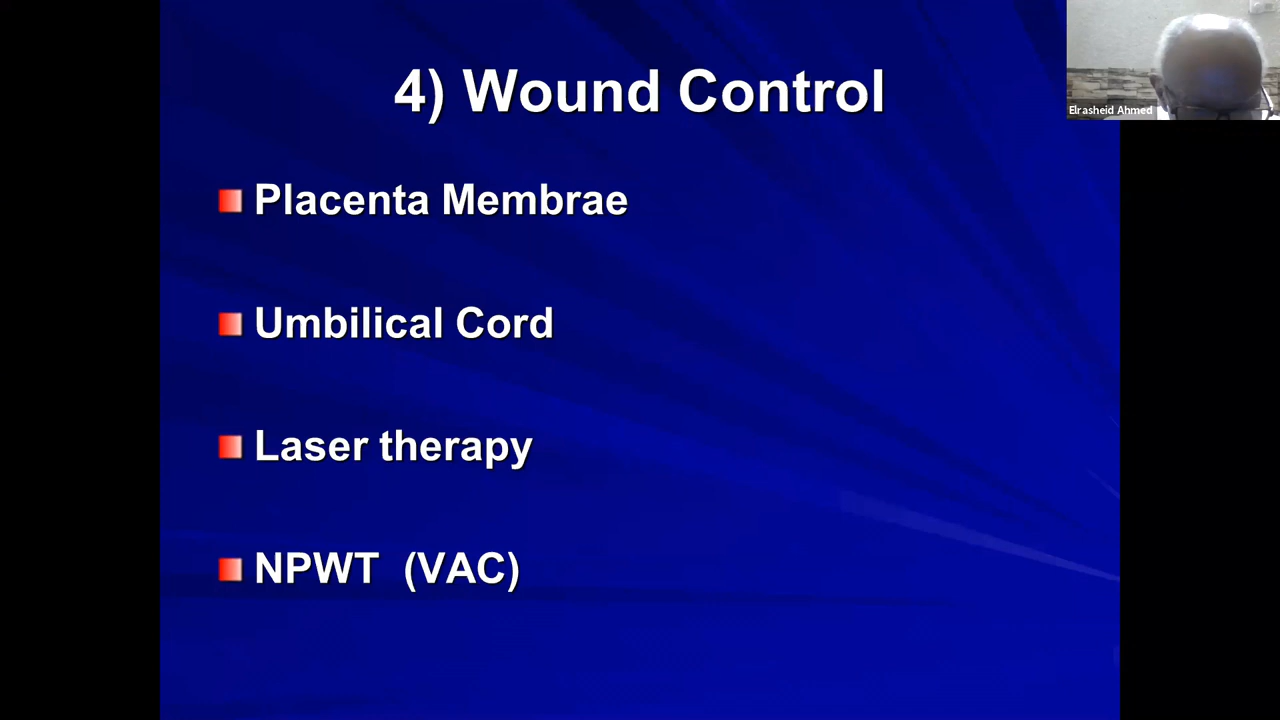 4) Wound Control
Elrasheid Ahmed
Placenta Membrae
Umbilical Cord
Laser therapy
NPWT (VAC)